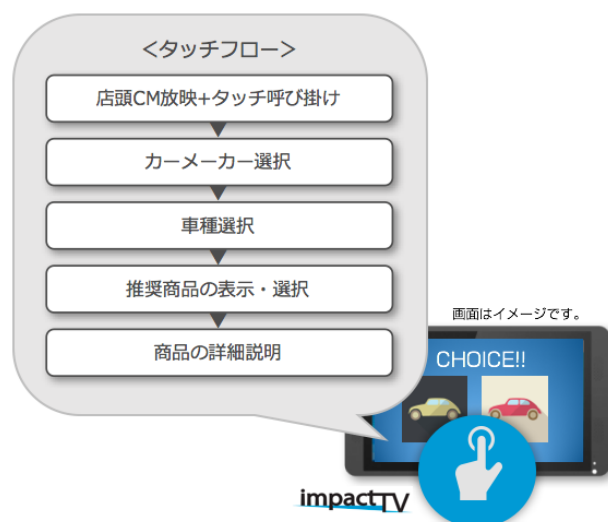 ＜タッチフロー＞
店頭CM放映+タッチ呼び掛け
カーメーカー選択
車種選択
推奨商品の表示・選択
商品の詳細説明
画面はイメージです。
CHOICE!!
impactTV